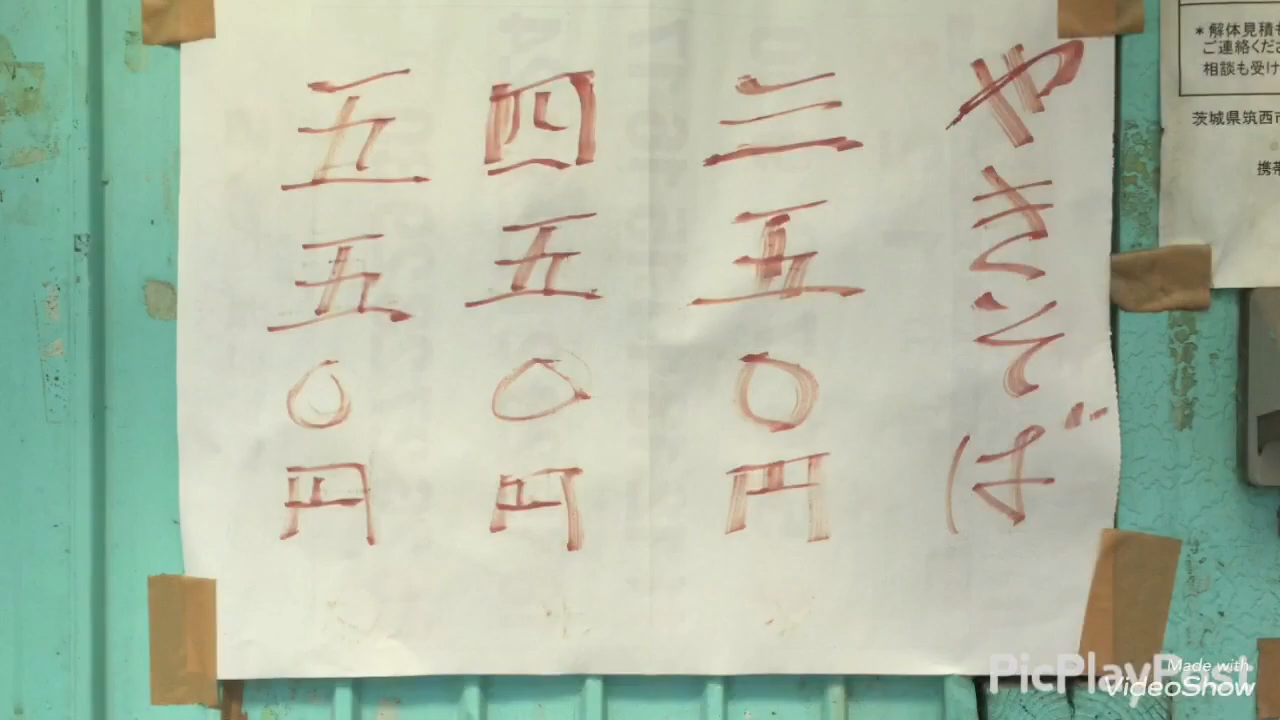 やきそば
三五〇円
四五〇円
五五〇円
*解体見積も
ご連絡くださ
相談も受け
茨城県筑西市
携帯
PicPlayPost
Made with
VideoShow